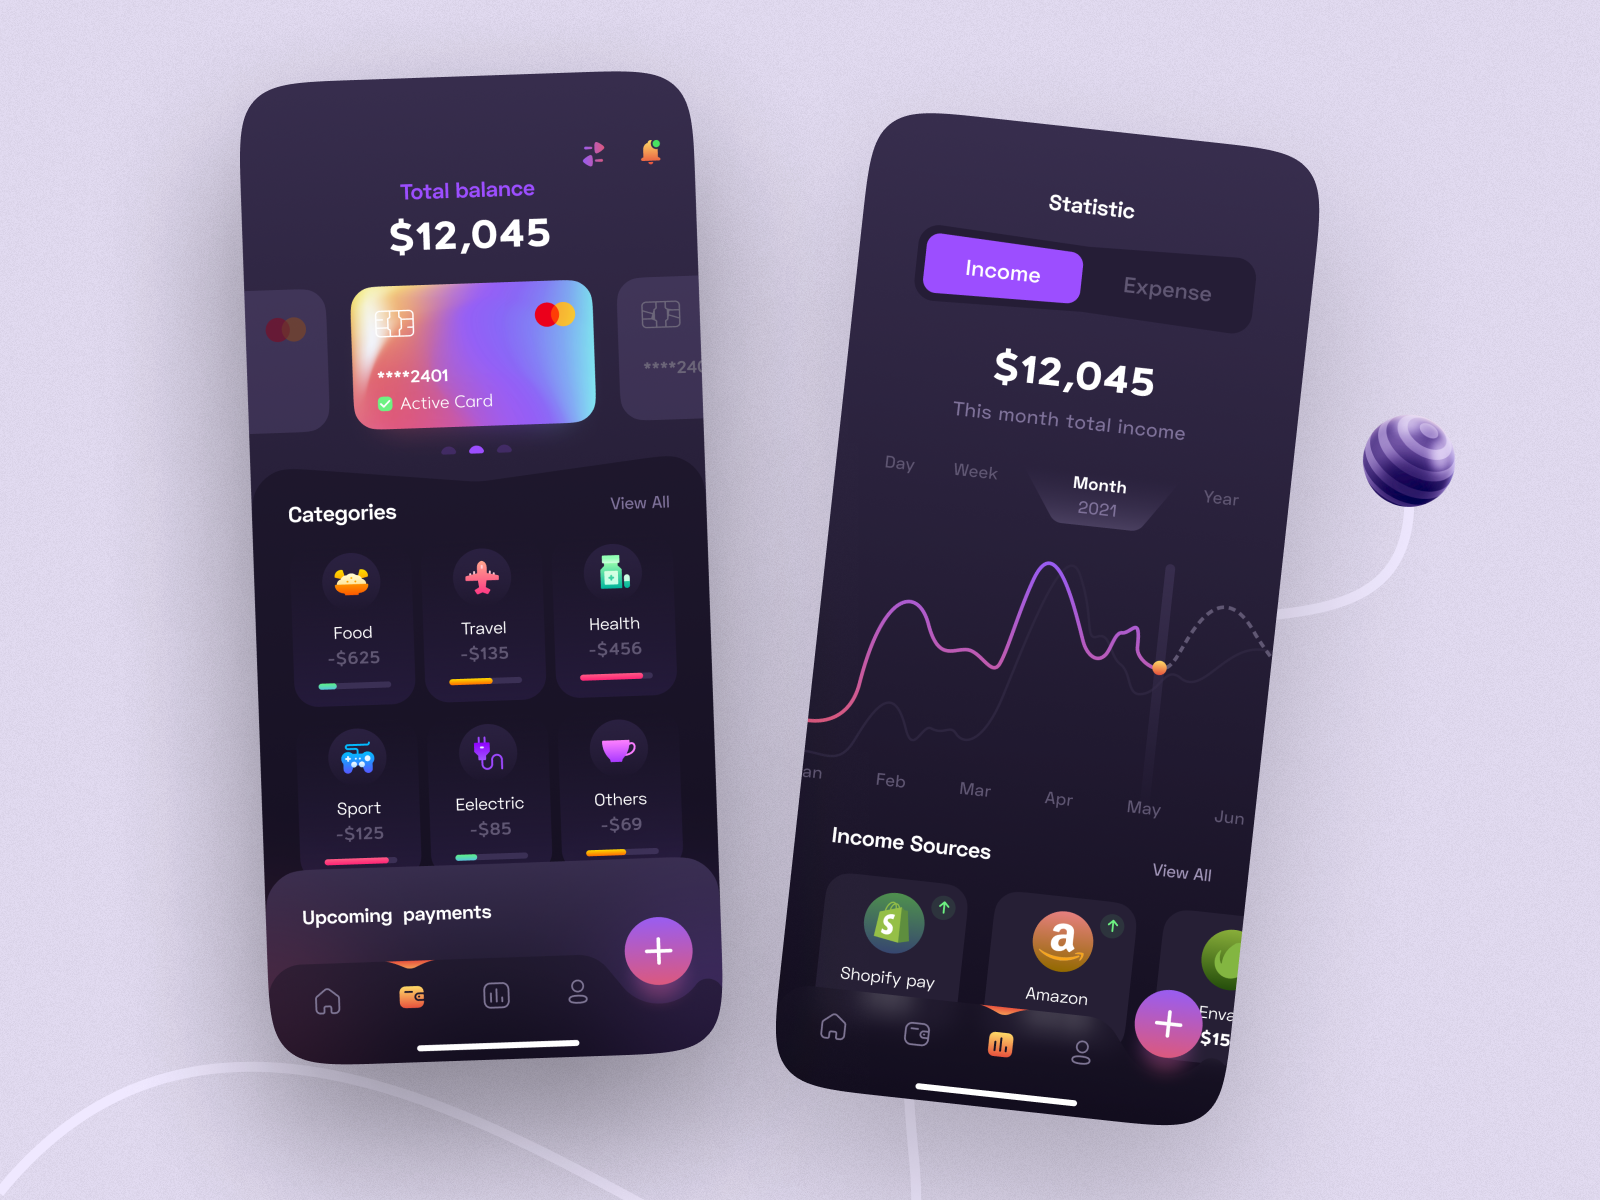 Total balance
$12,045
****2401
Active Card
****240
Categories
View All
Food
-$625
Travel
-$135
Health
-$456
Sport
-$125
Eelectric
-$85
Others
-$69
Upcoming payments
Statistic
Income
Expense
$12,045
This month total income
Day
Week
Month
2021
Year
an
Feb
Mar
Apr
May
Jun
Income Sources
View All
Shopify pay
Amazon
Enva
$15